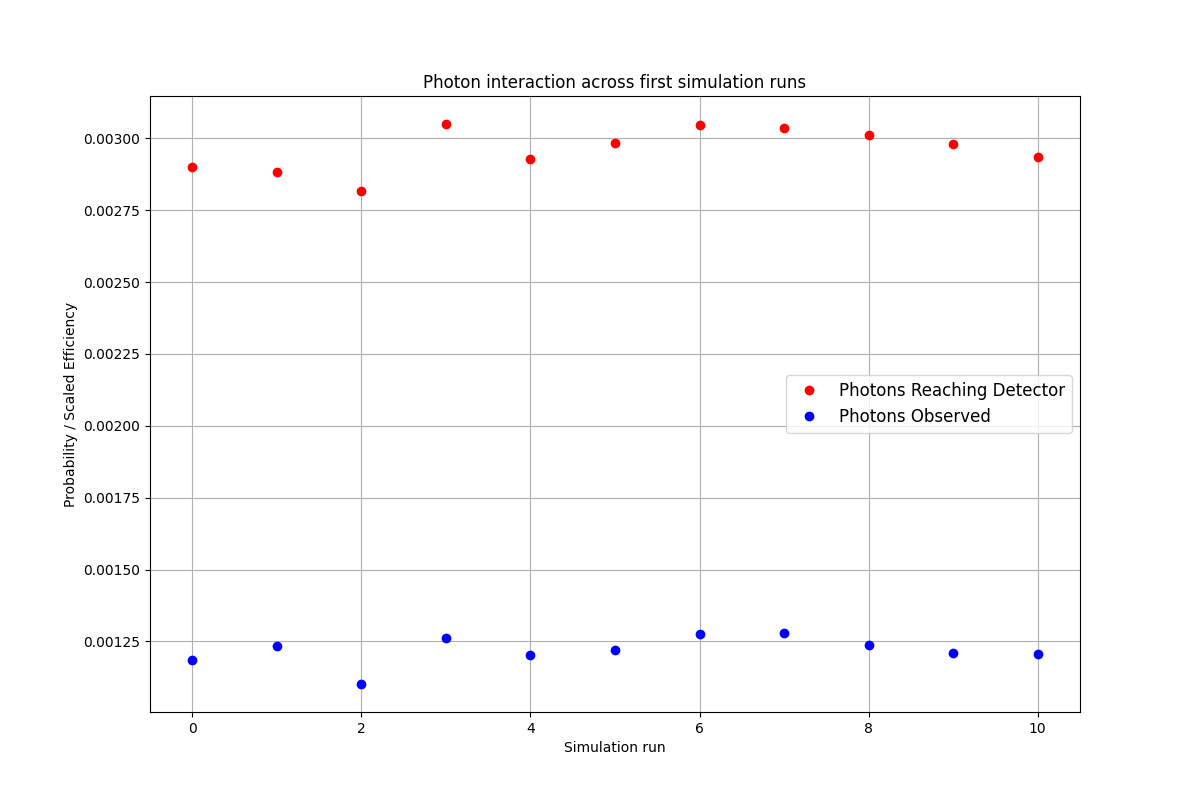 Photon interaction across first simulation runs
0.00300
0.00275
0.00250
0.00225
0.00200
0.00175
0.00150
0.00125
Probability / Scaled Efficiency
Photons Reaching Detector
Photons Observed
0 2 4 6 8 10
Simulation run